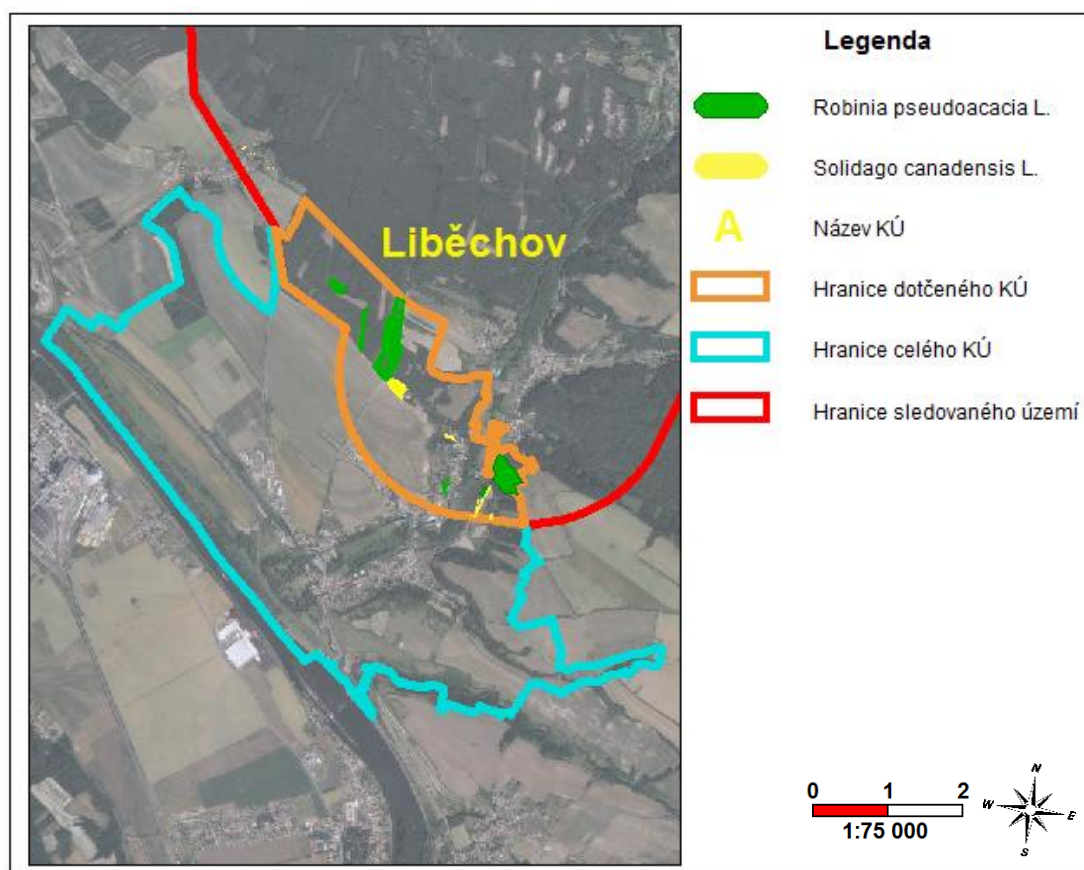 Liběchov
Legenda
Robinia pseudoacacia L.
Solidago canadensis L.
A
Název KÚ
Hranice dotčeného KÚ
Hranice celého KÚ
Hranice sledovaného území
0 1 2
1:75 000
N
W
E
S